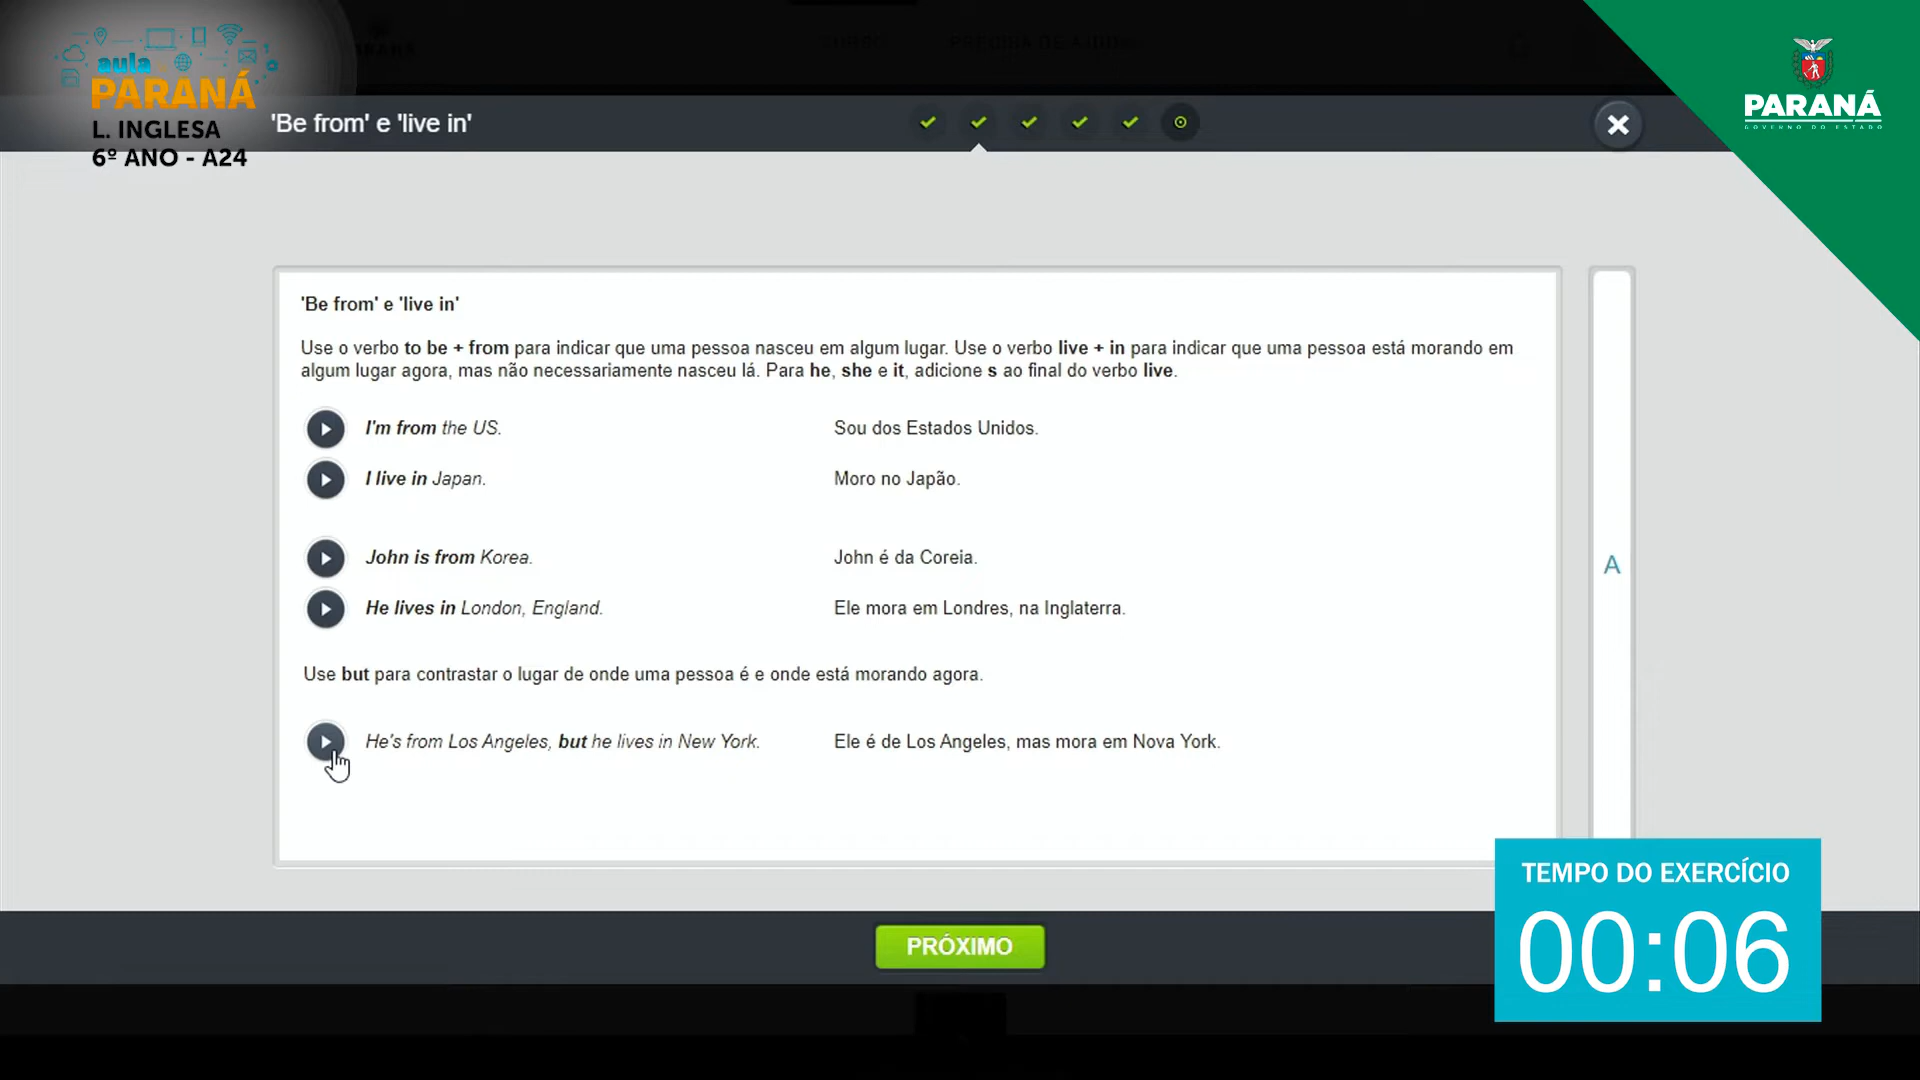 aula
PARANÁ
L. INGLESA
6º ANO - A24
'Be from' e 'live in'
PARANÁ
GOVERNO DO ESTADO
'Be from' e 'live in'
Use o verbo to be + from para indicar que uma pessoa nasceu em algum lugar. Use o verbo live + in para indicar que uma pessoa está morando em
algum lugar agora, mas não necessariamente nasceu lá. Para he, she e it, adicione s ao final do verbo live.
I'm from the US.
Sou dos Estados Unidos.
I live in Japan.
Moro no Japão.
John is from Korea.
John é da Coreia.
He lives in London, England.
Ele mora em Londres, na Inglaterra.
Use but para contrastar o lugar de onde uma pessoa é e onde está morando agora.
He's from Los Angeles, but he lives in New York.
Ele é de Los Angeles, mas mora em Nova York.
A
PRÓXIMO
TEMPO DO EXERCÍCIO
00:06